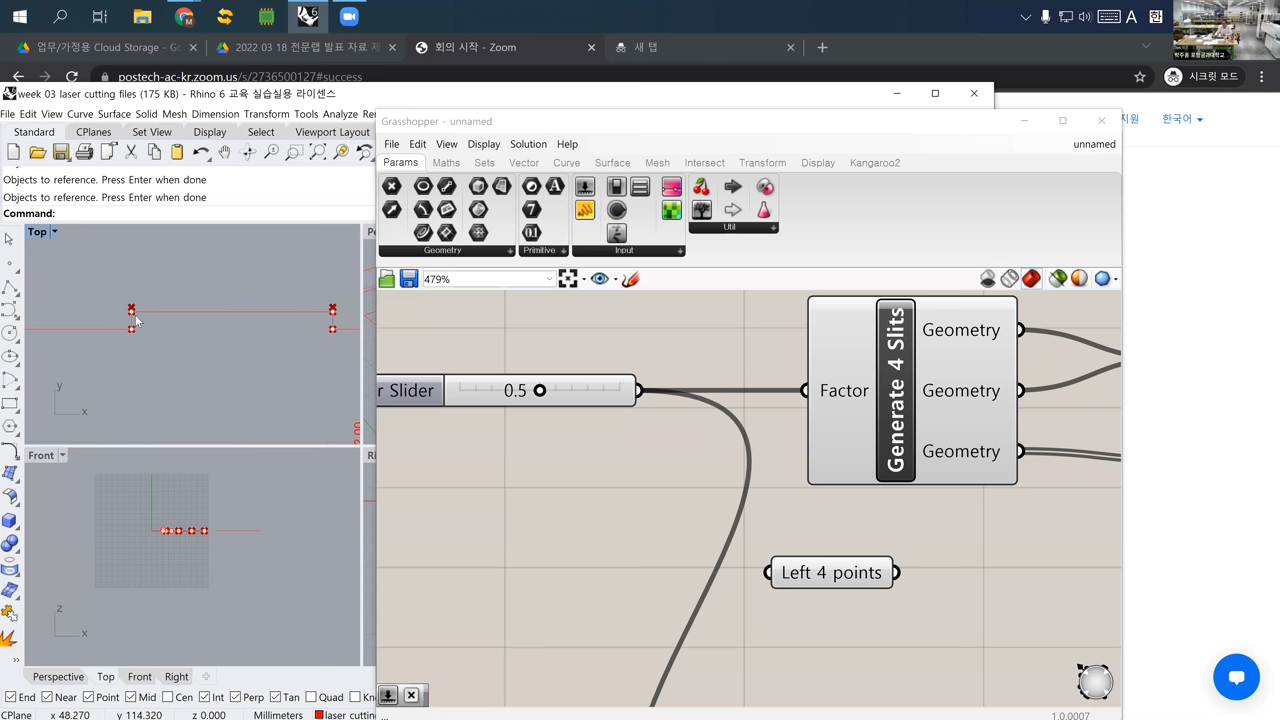 A 한
업무/가정용 Cloud Storage - Go
2022 03 18 전문랩 발표 자료 제
회의 시작 - Zoom
새 탭
postech-ac-kr.zoom.us/s/2736500127#success
시크릿 모드
week 03 laser cutting files (175 KB) - Rhino 6 교육 실습실용 라이센스
File Edit View Curve Surface Solid Mesh Dimension Transform Tools Analyze
Standard CPlanes Set View Display Select Viewport Layout
Objects to reference. Press Enter when done
Objects to reference. Press Enter when done
Command:
Top
y
x
Front
z
x
Perspective Top Front Right
End Near Point Mid Cen Int Perp Tan Quad
CPlane x 48.270 y 114.320 z 0.000 Millimeters laser cutting
Grasshopper - unnamed
File Edit View Display Solution Help unnamed
Params Maths Sets Vector Curve Surface Mesh Intersect Transform Display Kangaroo2
Geometry Primitive Input Util
479%
r Slider 0.5
Factor
Generate 4 Slits
Geometry
Geometry
Geometry
Left 4 points
1.0.0007
지원 한국어